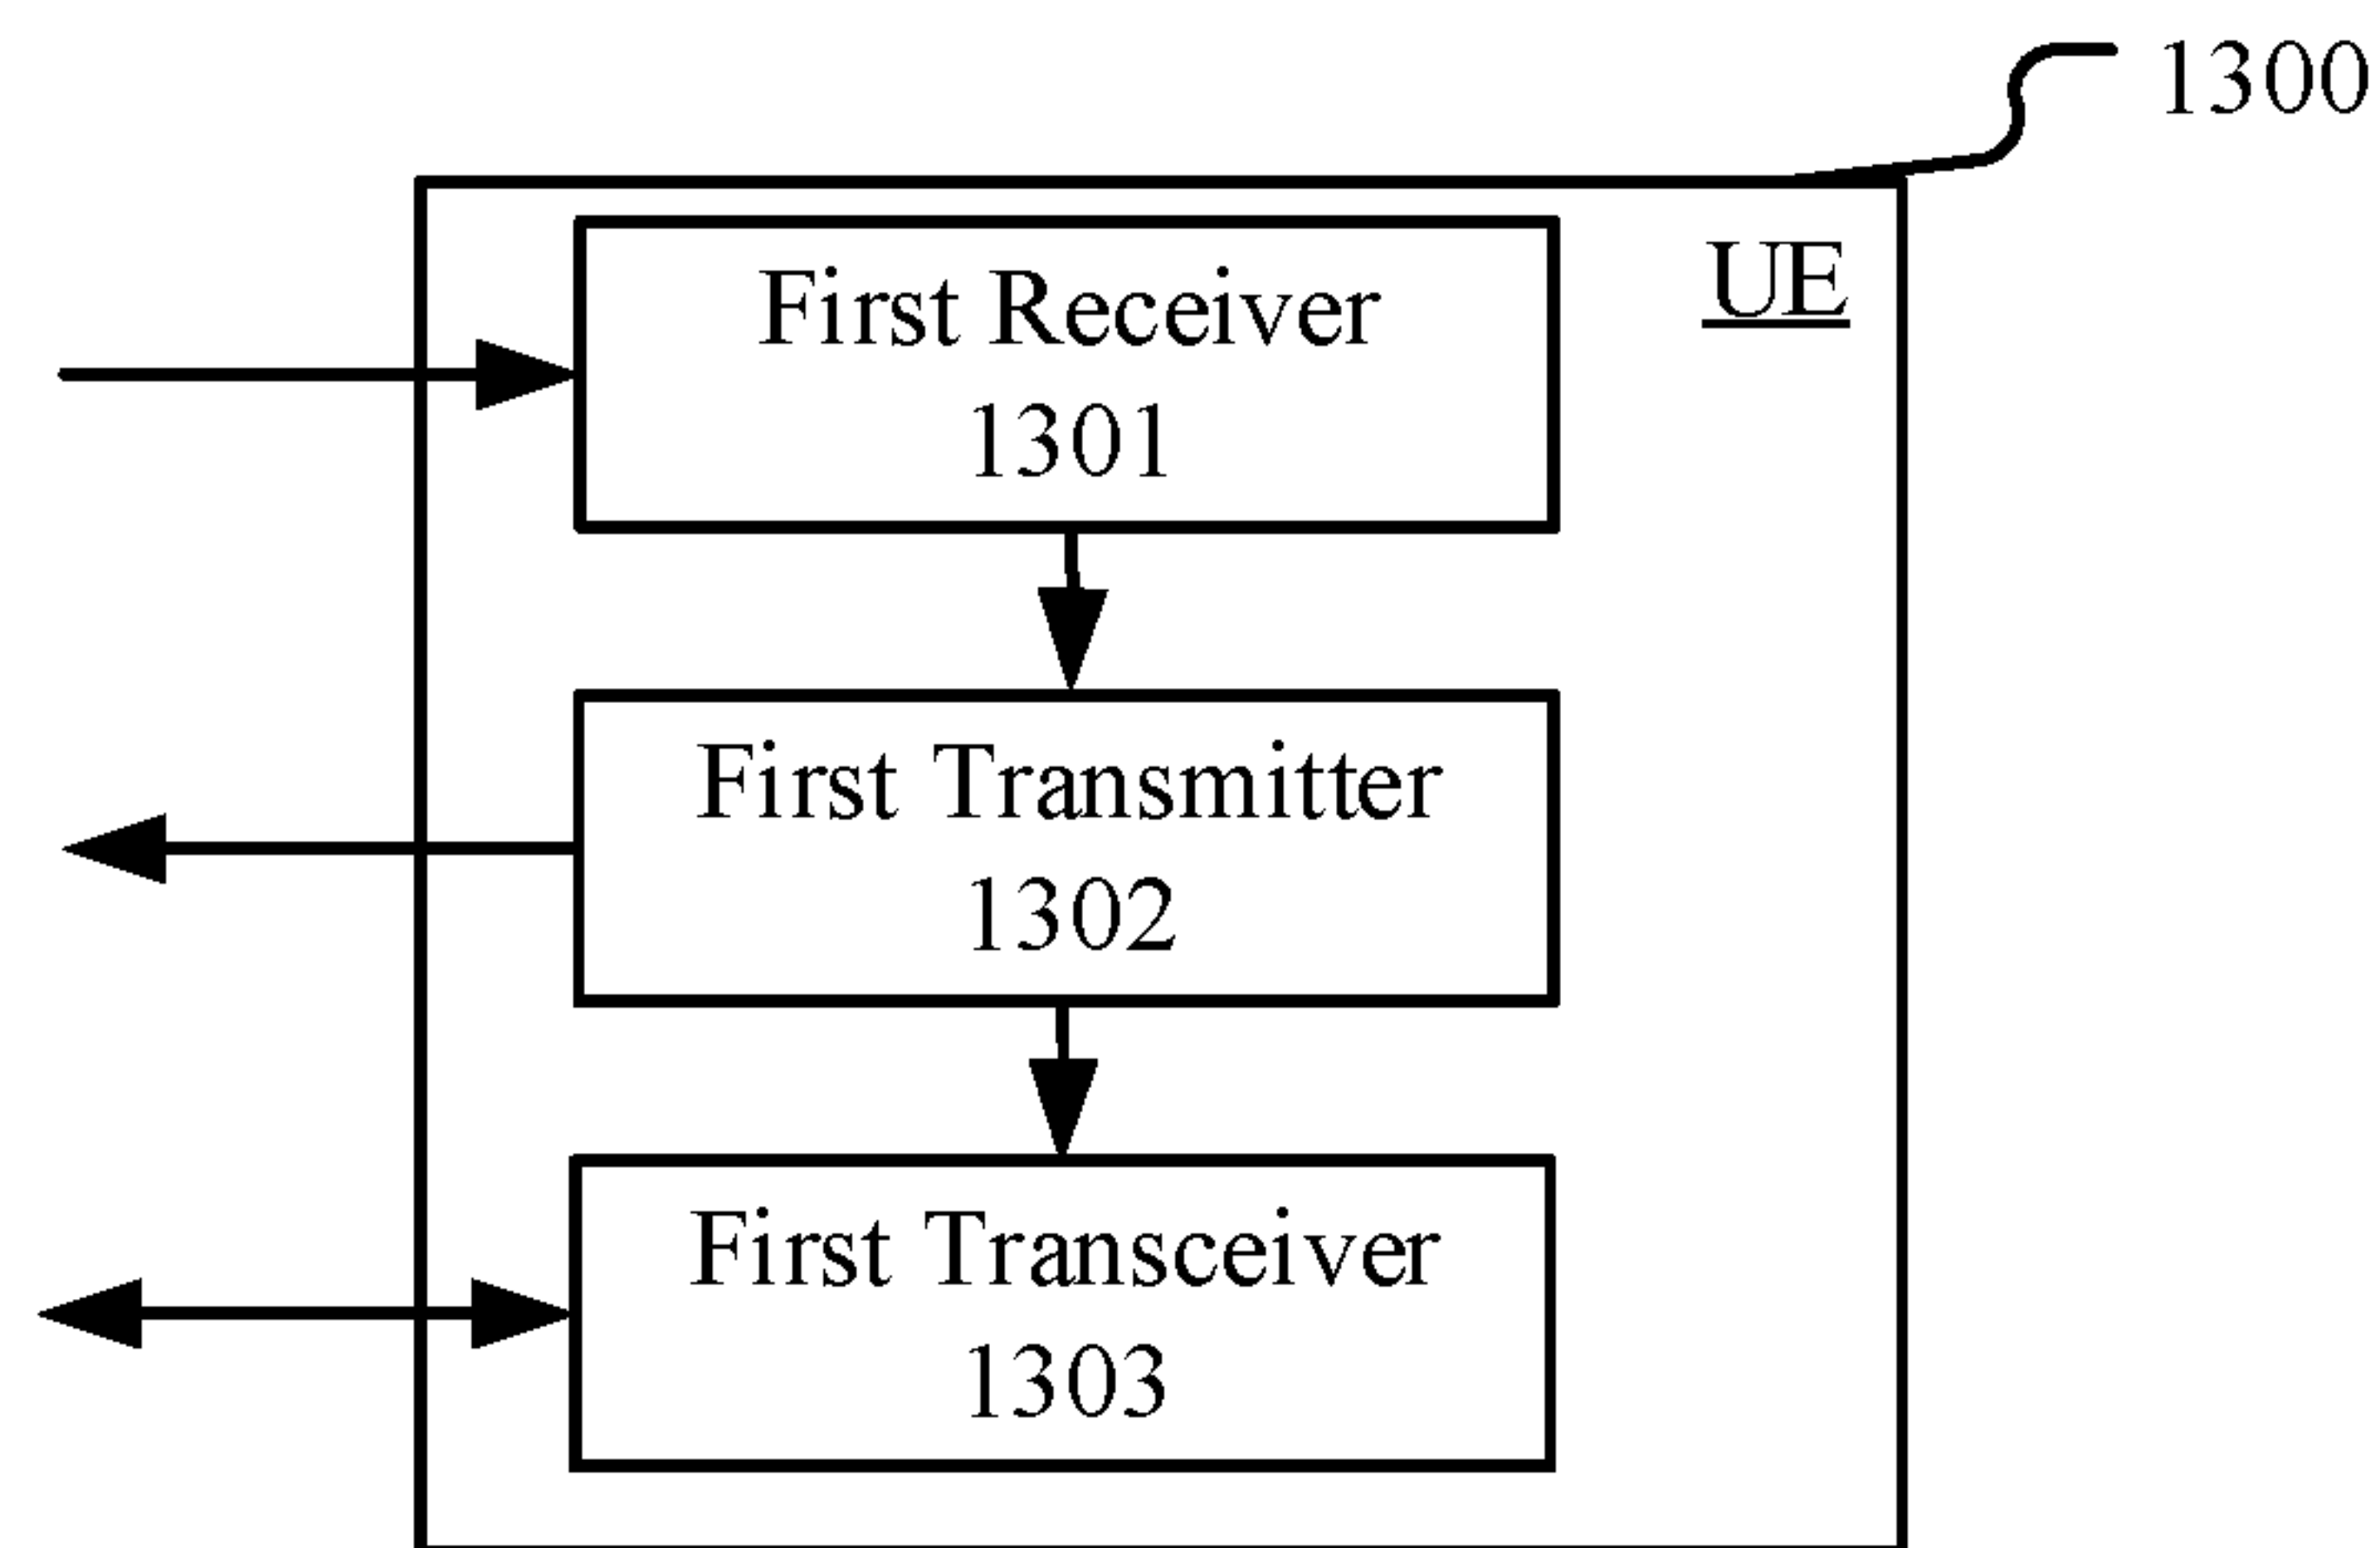 1300
UE
First Receiver
1301
First Transmitter
1302
First Transceiver
1303